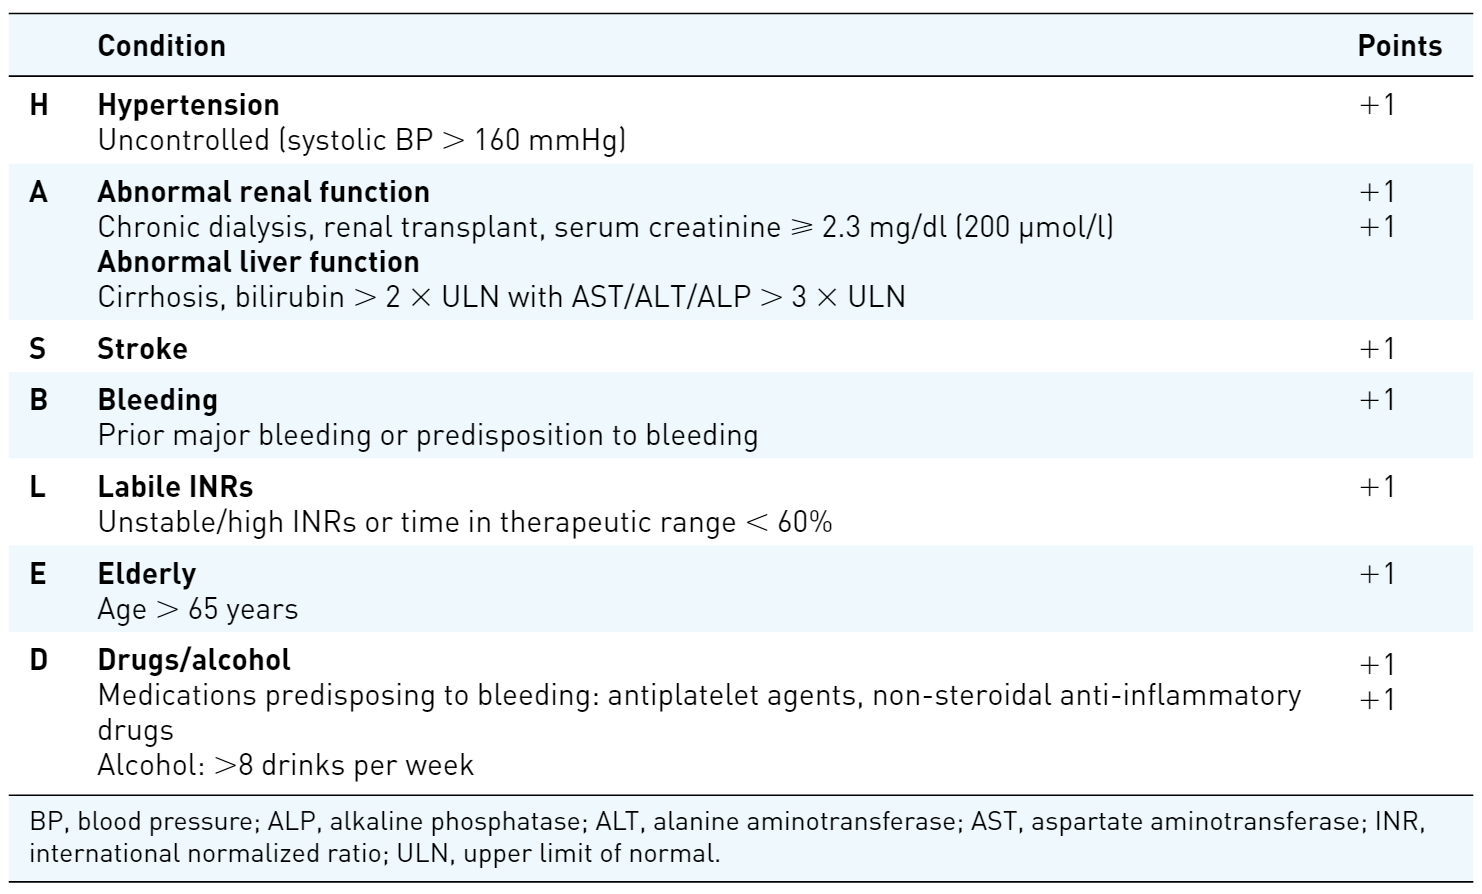 Condition Points
H Hypertension +1
Uncontrolled (systolic BP > 160 mmHg)
A Abnormal renal function +1
Chronic dialysis, renal transplant, serum creatinine ⩾ 2.3 mg/dl (200 µmol/l) +1
Abnormal liver function
Cirrhosis, bilirubin > 2 × ULN with AST/ALT/ALP > 3 × ULN
S Stroke +1
B Bleeding +1
Prior major bleeding or predisposition to bleeding
L Labile INRs +1
Unstable/high INRs or time in therapeutic range < 60%
E Elderly +1
Age > 65 years
D Drugs/alcohol +1
Medications predisposing to bleeding: antiplatelet agents, non-steroidal anti-inflammatory +1
drugs
Alcohol: >8 drinks per week
BP, blood pressure; ALP, alkaline phosphatase; ALT, alanine aminotransferase; AST, aspartate aminotransferase; INR,
international normalized ratio; ULN, upper limit of normal.